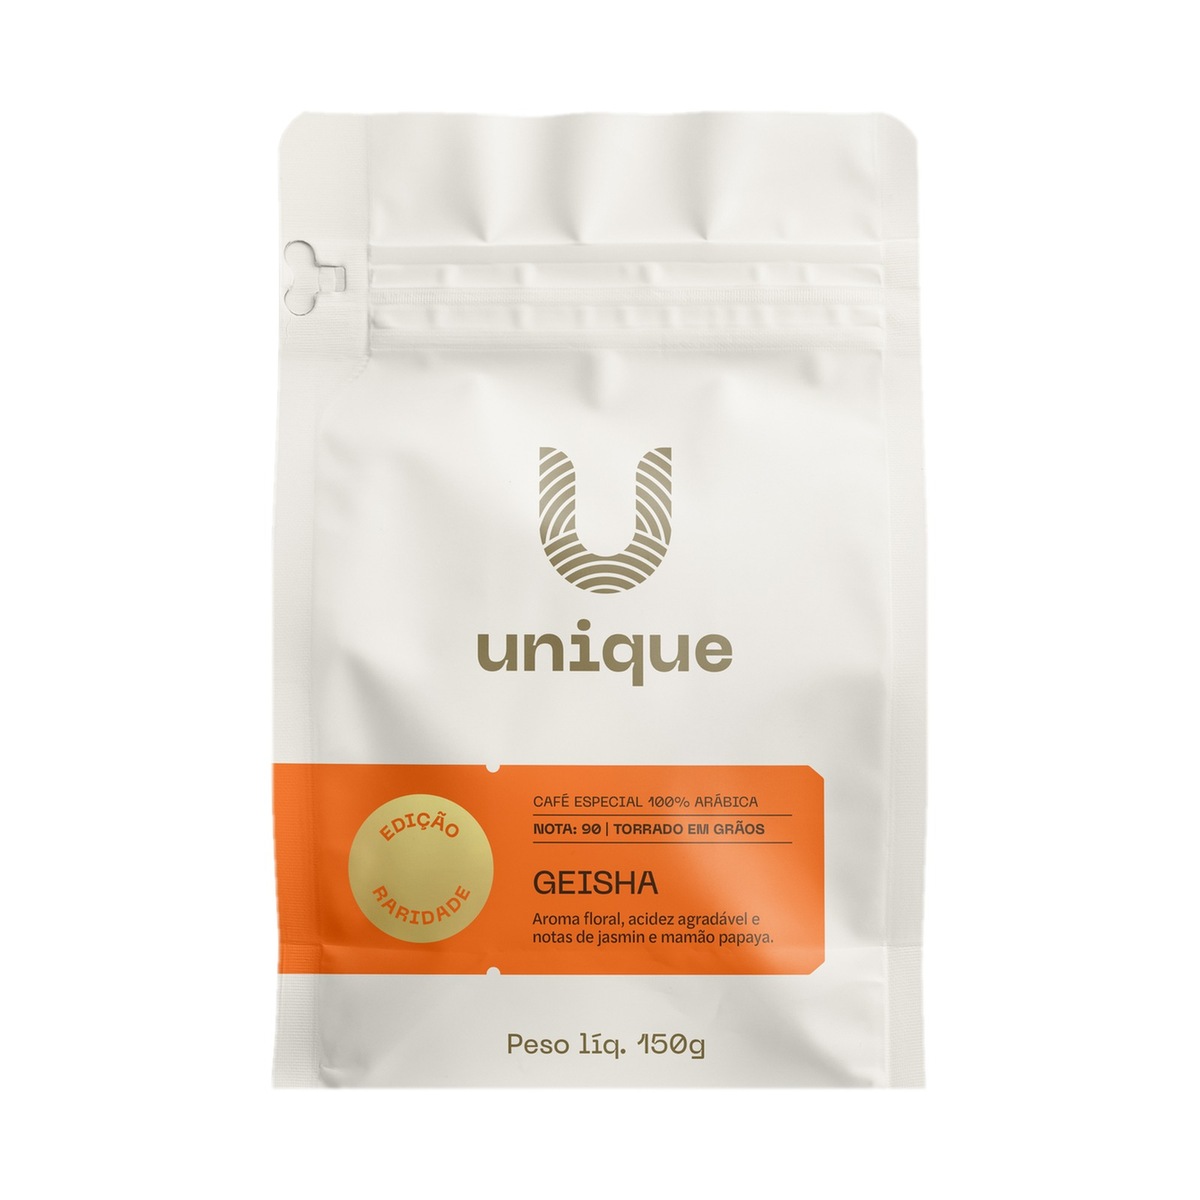 unique
EDIÇÃO
RARIDADE
CAFÉ ESPECIAL 100% ARÁBICA
NOTA: 90 | TORRADO EM GRÃOS
GEISHA
Aroma floral, acidez agradável e
notas de jasmin e mamão papaya.
Peso líq. 150g